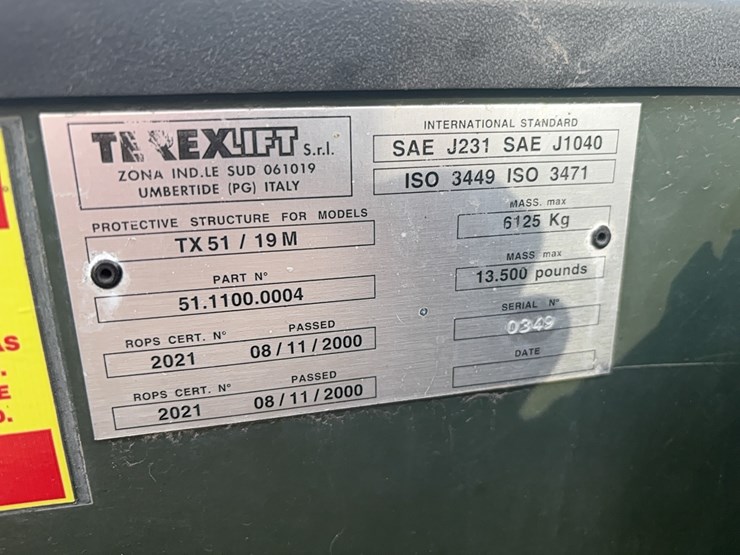 TEREXLIFT S.r.l.
ZONA IND.LE SUD 061019
UMBERTIDE (PG) ITALY
PROTECTIVE STRUCTURE FOR MODELS
TX 51 / 19 M
PART N°
51.1100.0004
ROPS CERT. N° PASSED
2021 08 / 11 / 2000
ROPS CERT. N° PASSED
2021 08 / 11 / 2000
INTERNATIONAL STANDARD
SAE J231 SAE J1040
ISO 3449 ISO 3471
MASS. max
6125 Kg
MASS max
13.500 pounds
SERIAL N°
0349
DATE
S
.
E
.